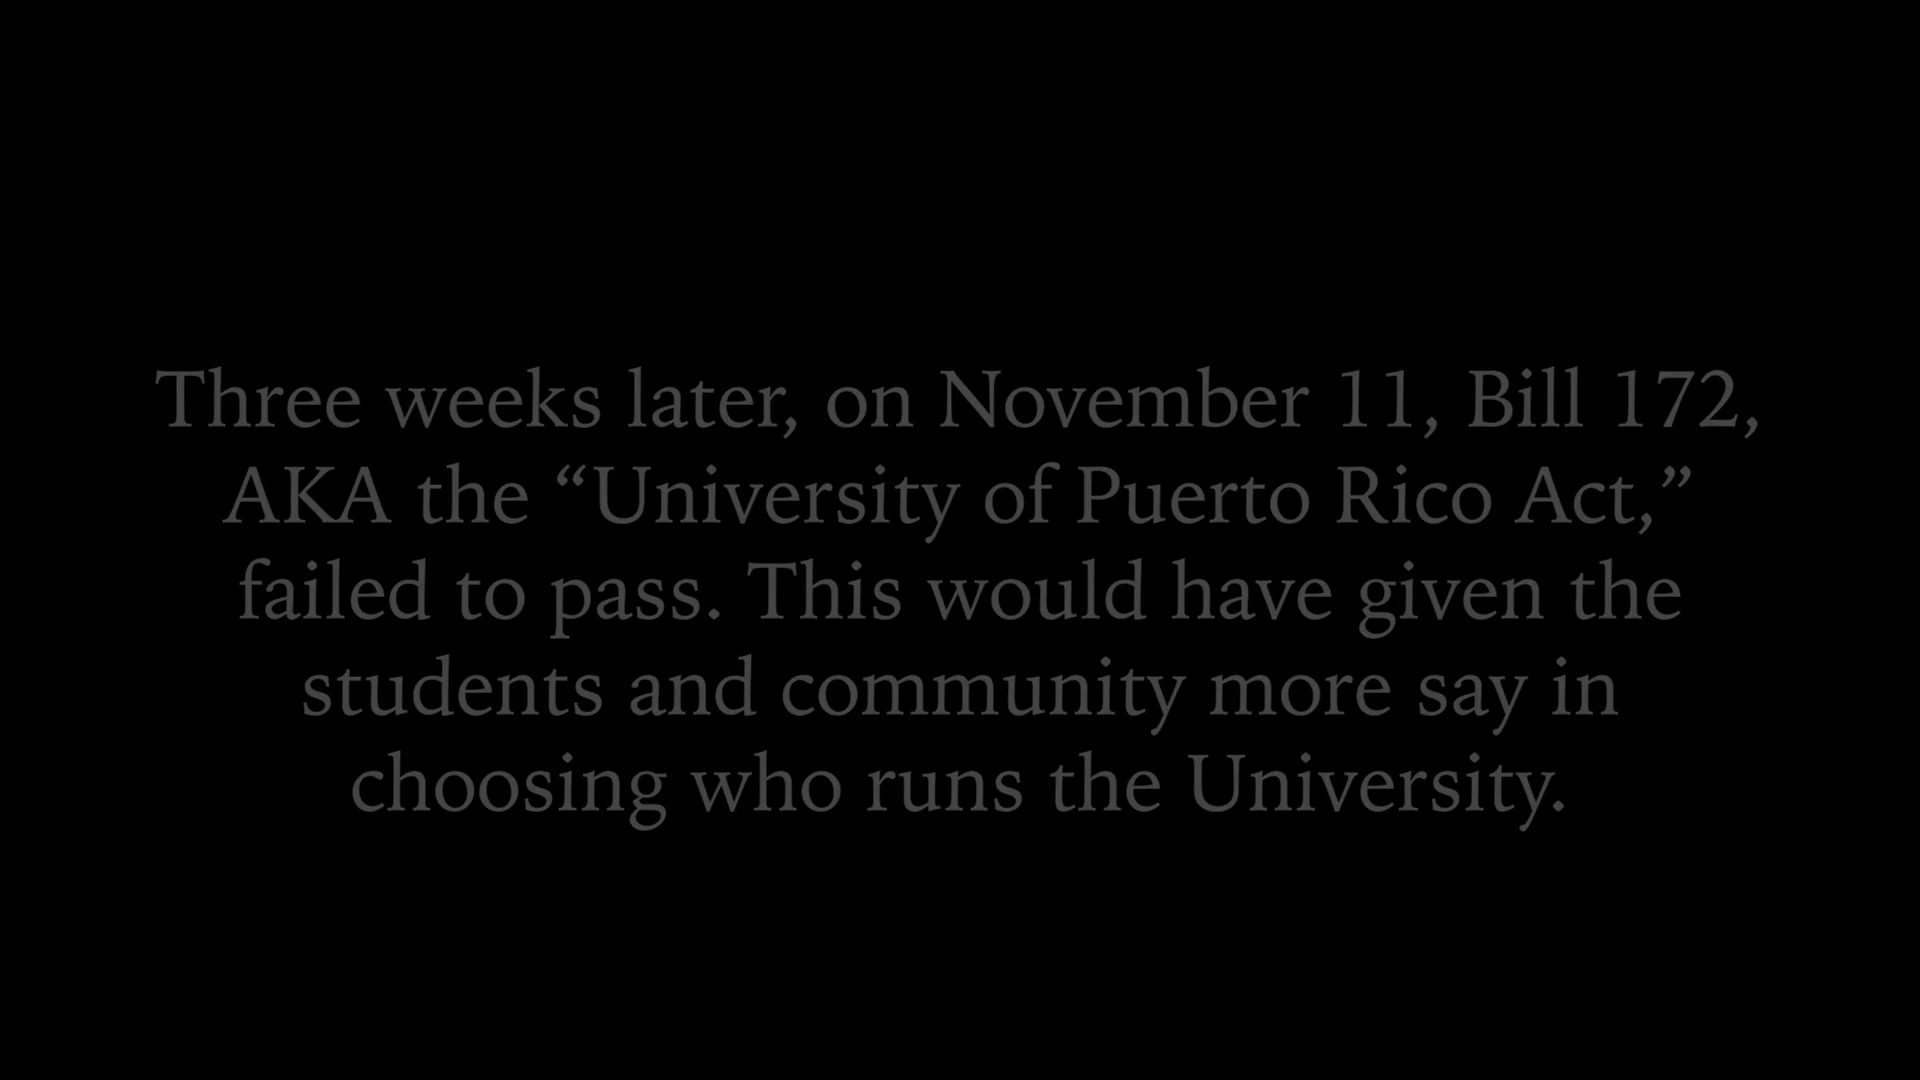 Three weeks later, on November 11, Bill 172,
AKA the “University of Puerto Rico Act,”
failed to pass. This would have given the
students and community more say in
choosing who runs the University.